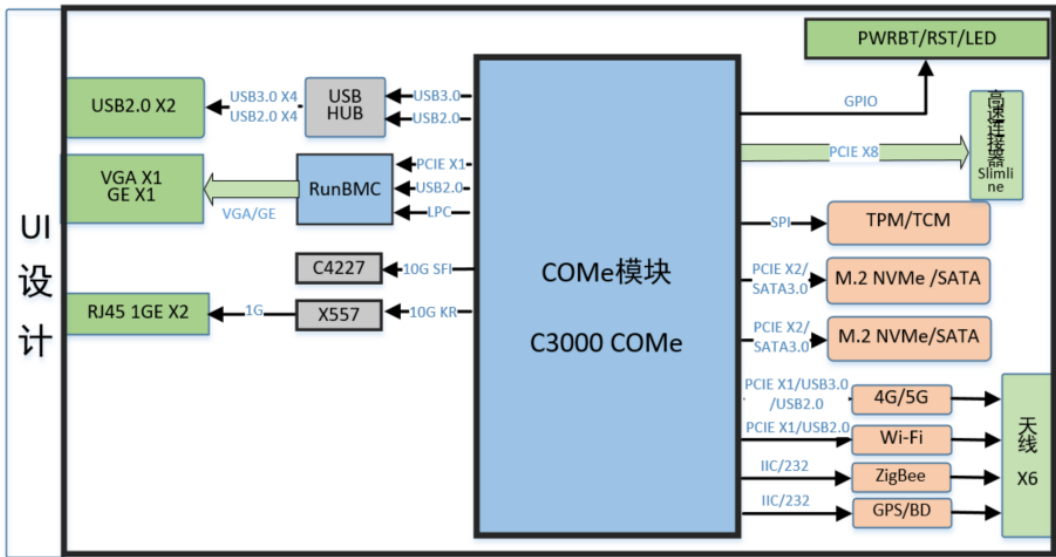 UI
设
计
USB2.0 X2
USB3.0 X4
USB2.0 X4
USB
HUB
USB3.0
USB2.0
VGA X1
GE X1
VGA/GE
RunBMC
PCIE X1
USB2.0
LPC
C4227
10G SFI
RJ45 1GE X2
1G
X557
10G KR
COMe模块
C3000 COMe
PWRBT/RST/LED
GPIO
高
速
连
接
器
Slimli
ne
PCIE X8
SPI
TPM/TCM
PCIE X2/
SATA3.0
M.2 NVMe /SATA
PCIE X2/
SATA3.0
M.2 NVMe/SATA
PCIE X1/USB3.0
/USB2.0
4G/5G
PCIE X1/USB2.0
Wi-Fi
IIC/232
ZigBee
IIC/232
GPS/BD
天
线
X6